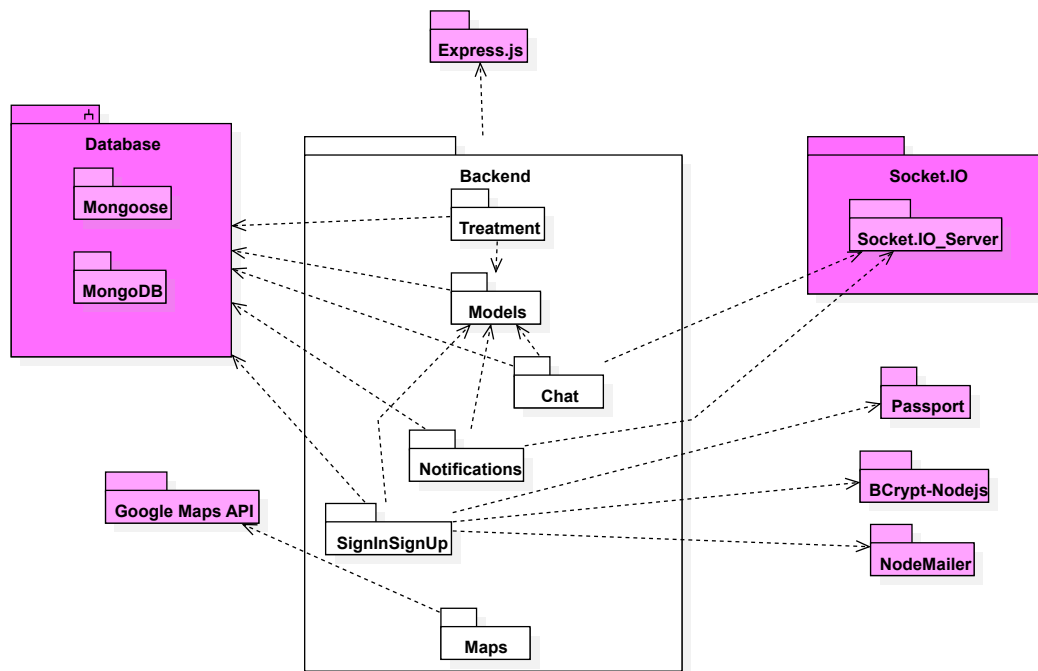 Express.js
Database
Mongoose
MongoDB
Backend
Treatment
Models
Chat
Notifications
SignInSignUp
Maps
Socket.IO
Socket.IO_Server
Passport
BCrypt-Nodejs
NodeMailer
Google Maps API